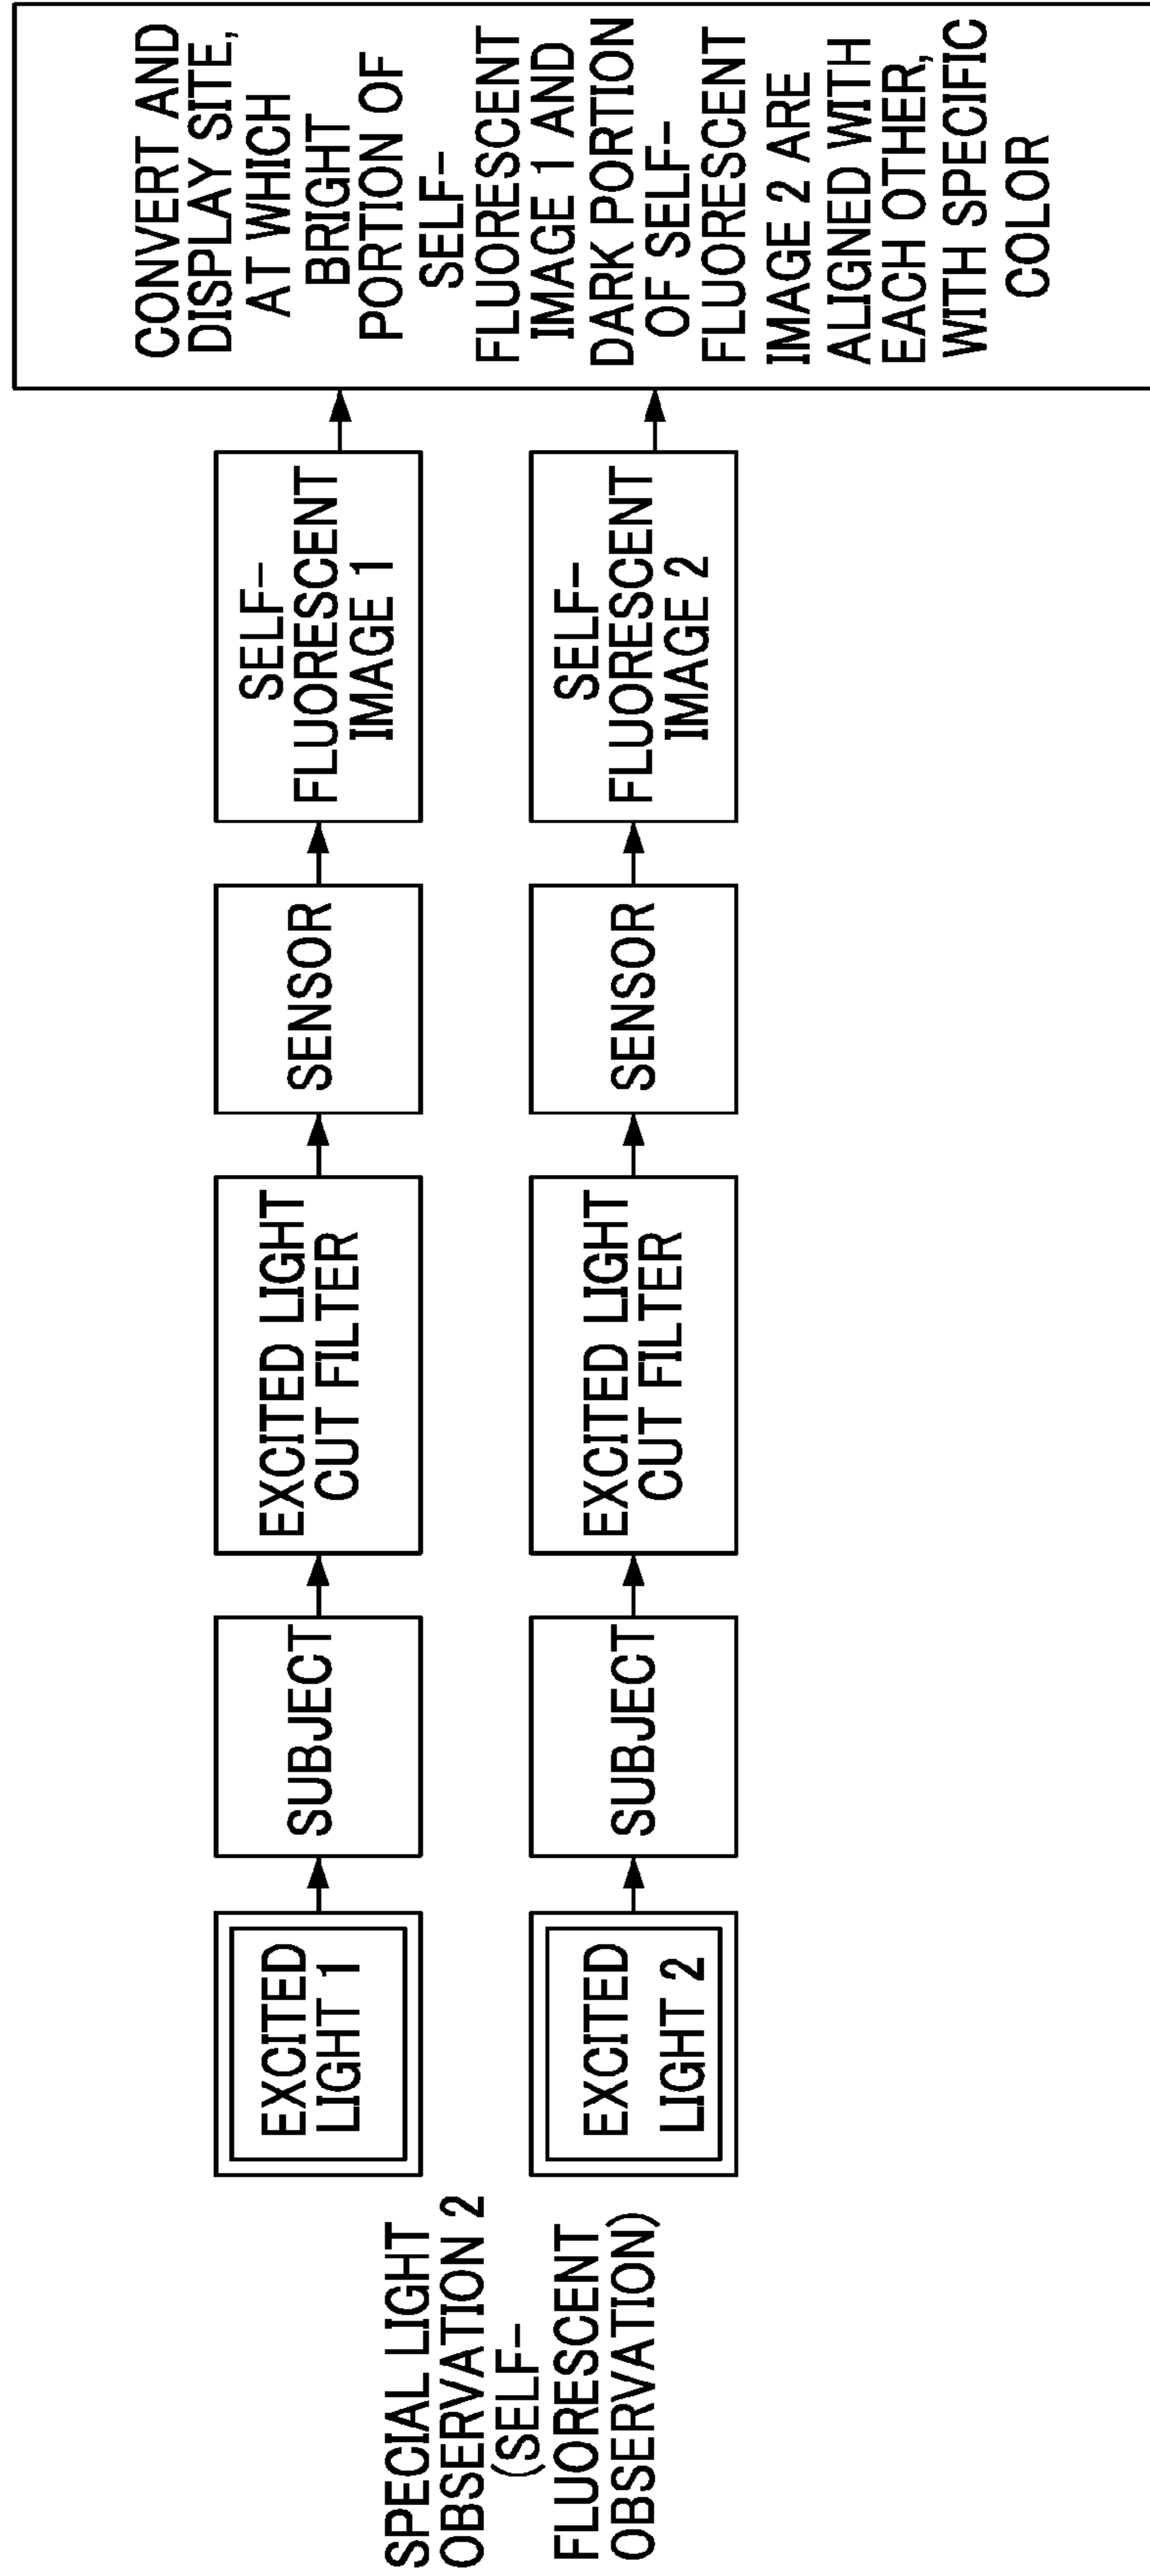 SPECIAL LIGHT
OBSERVATION 2
(SELF-
FLUORESCENT
OBSERVATION)
EXCITED
LIGHT 1
SUBJECT
EXCITED LIGHT
CUT FILTER
SENSOR
SELF-
FLUORESCENT
IMAGE 1
EXCITED
LIGHT 2
SUBJECT
EXCITED LIGHT
CUT FILTER
SENSOR
SELF-
FLUORESCENT
IMAGE 2
CONVERT AND
DISPLAY SITE,
AT WHICH
BRIGHT
PORTION OF
SELF-
FLUORESCENT
IMAGE 1 AND
DARK PORTION
OF SELF-
FLUORESCENT
IMAGE 2 ARE
ALIGNED WITH
EACH OTHER,
WITH SPECIFIC
COLOR